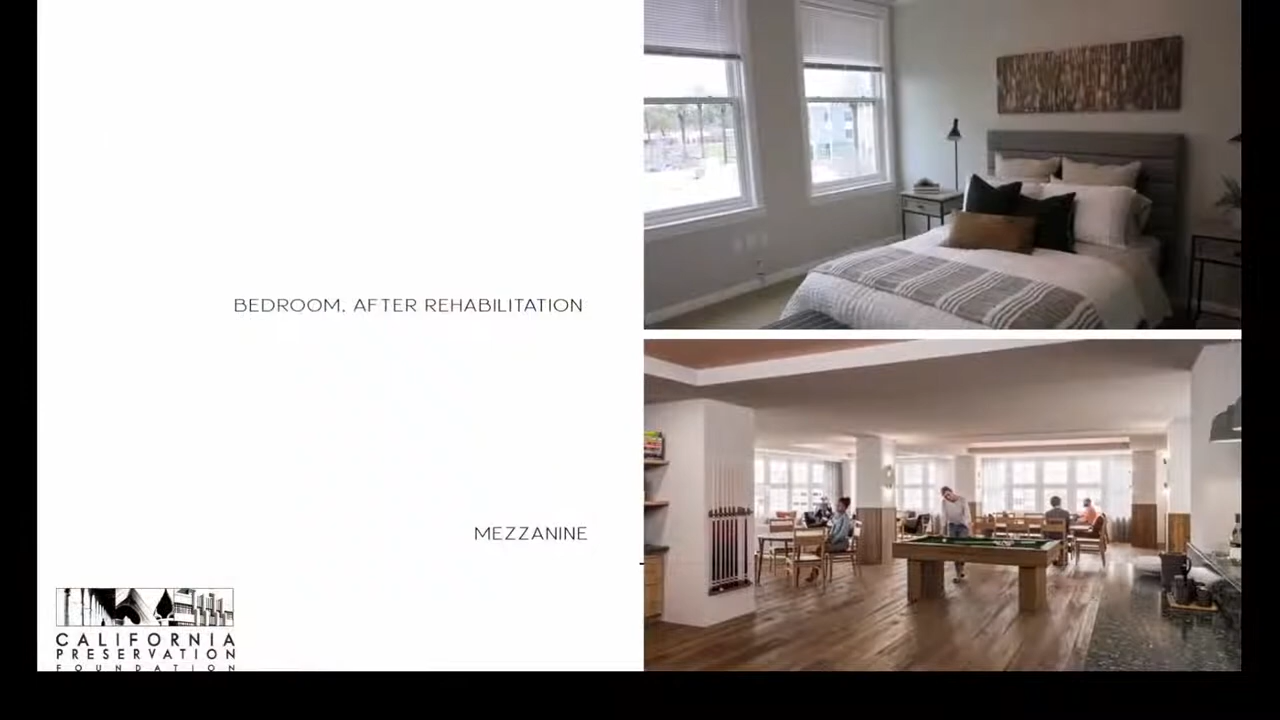 BEDROOM, AFTER REHABILITATION
MEZZANINE
CALIFORNIA
PRESERVATION
FOUNDATION